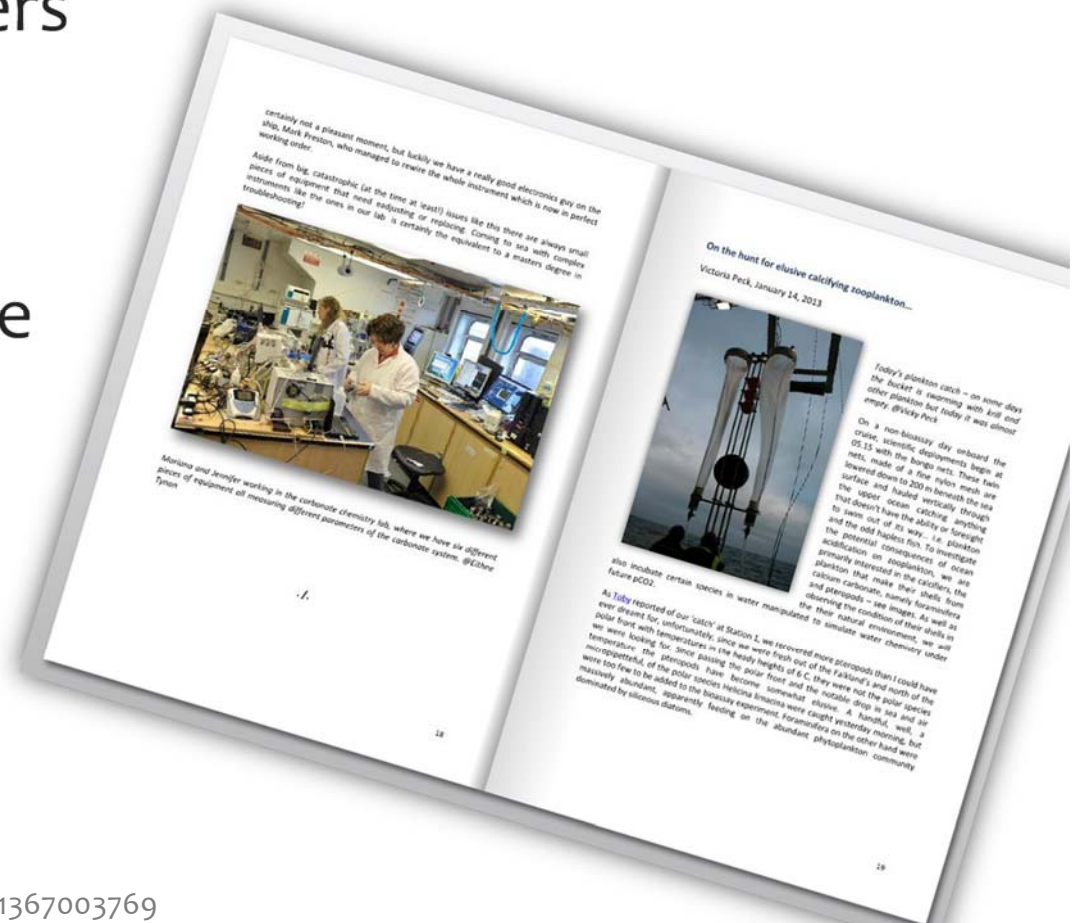 ers
e
certainly not a pleasant moment, but luckily we have a really good electronics guy on the
ship, Mark Preston, who managed to rewire the whole instrument which is now in perfect
working order.
Aside from big, catastrophic (at the time at least!) issues like this there are always small
pieces of equipment that need eadjusting or replacing. Coming to sea with complex
instruments like the ones in our lab is certainly the equivalent to a masters degree in
troubleshooting!
Mariana and Jennifer working in the carbonate chemistry lab, where we have six different
pieces of equipment all measuring different parameters of the carbonate system. @Eithne
Tynan
./.
18
On the hunt for elusive calcifying zooplankton...
Victoria Peck, January 14, 2013
Today's plankton catch – on some days
the bucket is swarming with krill and
other plankton but today it was almost
empty. @Vicky Peck
On a non-bioassay day onboard the
cruise, scientific deployments begin at
05.15 with the bongo nets. These twin
nets, made of a fine nylon mesh are
lowered down to 200 m beneath the sea
surface and hauled vertically through
the upper ocean catching anything
that doesn't have the ability or foresight
to swim out of its way... i.e. plankton
and the odd hapless fish. To investigate
the potential consequences of ocean
acidification on zooplankton, we are
primarily interested in the calcifiers, the
plankton that make their shells from
calcium carbonate, namely foraminifera
and pteropods – see images. As well as
observing the condition of their shells in
the their natural environment, we will
also incubate certain species in water manipulated to simulate water chemistry under
future pCO2.
As Toby reported of our 'catch' at Station 1, we recovered more pteropods than I could have
ever dreamt for, unfortunately, since we were fresh out of the Falkland's and north of the
polar front with temperatures in the heady heights of 6 C, they were not the polar species
we were looking for. Since passing the polar front and the notable drop in sea and air
temperature the pteropods have become somewhat elusive. A handful, well, a
micropipetteful, of the polar species Helicina limacina were caught yesterday morning, but
were too few to be added to the bioassay experiment. Foraminifera on the other hand were
massively abundant, apparently feeding on the abundant phytoplankton community
dominated by siliceous diatoms.
19
1367003769